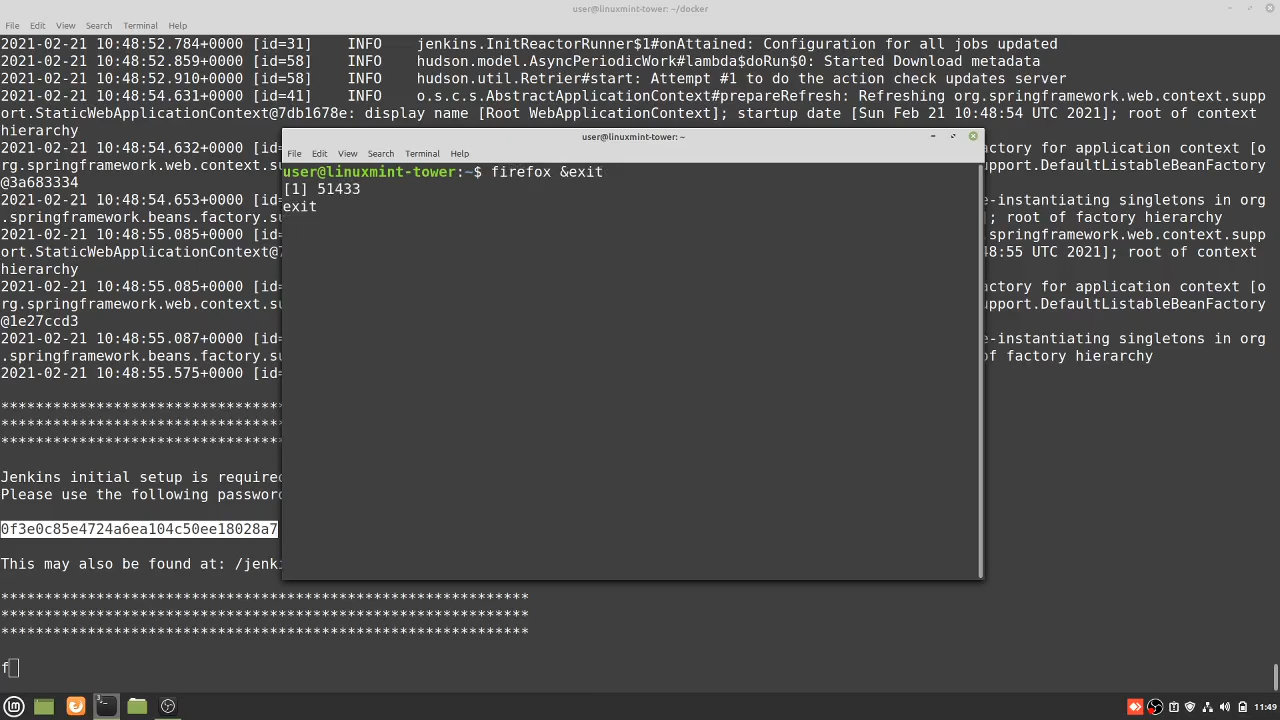 user@linuxmint-tower: ~/docker
File Edit View Search Terminal Help
2021-02-21 10:48:52.784+0000 [id=31] INFO jenkins.InitReactorRunner$1#onAttained: Configuration for all jobs updated
2021-02-21 10:48:52.859+0000 [id=58] INFO hudson.model.AsyncPeriodicWork#lambda$doRun$0: Started Download metadata
2021-02-21 10:48:52.910+0000 [id=58] INFO hudson.util.Retrier#start: Attempt #1 to do the action check updates server
2021-02-21 10:48:54.631+0000 [id=41] INFO o.s.c.s.AbstractApplicationContext#prepareRefresh: Refreshing org.springframework.web.context.supp
ort.StaticWebApplicationContext@7db1678e: display name [Root WebApplicationContext]; startup date [Sun Feb 21 10:48:54 UTC 2021]; root of context
hierarchy
2021-02-21 10:48:54.632+0000 [id= actory for application context [o
rg.springframework.web.context.su pport.DefaultListableBeanFactory
@3a683334
2021-02-21 10:48:54.653+0000 [id= e-instantiating singletons in org
.springframework.beans.factory.su ]; root of factory hierarchy
2021-02-21 10:48:55.085+0000 [id= springframework.web.context.supp
ort.StaticWebApplicationContext@7 48:55 UTC 2021]; root of context
hierarchy
2021-02-21 10:48:55.085+0000 [id= actory for application context [o
rg.springframework.web.context.su pport.DefaultListableBeanFactory
@1e27ccd3
2021-02-21 10:48:55.087+0000 [id= e-instantiating singletons in org
.springframework.beans.factory.su of factory hierarchy
2021-02-21 10:48:55.575+0000 [id=
*********************************
*********************************
*********************************
Jenkins initial setup is required
Please use the following password
0f3e0c85e4724a6ea104c50ee18028a7
This may also be found at: /jenki
*************************************************************
*************************************************************
*************************************************************
f
user@linuxmint-tower: ~
File Edit View Search Terminal Help
user@linuxmint-tower:~$ firefox &exit
[1] 51433
exit
3
11:49